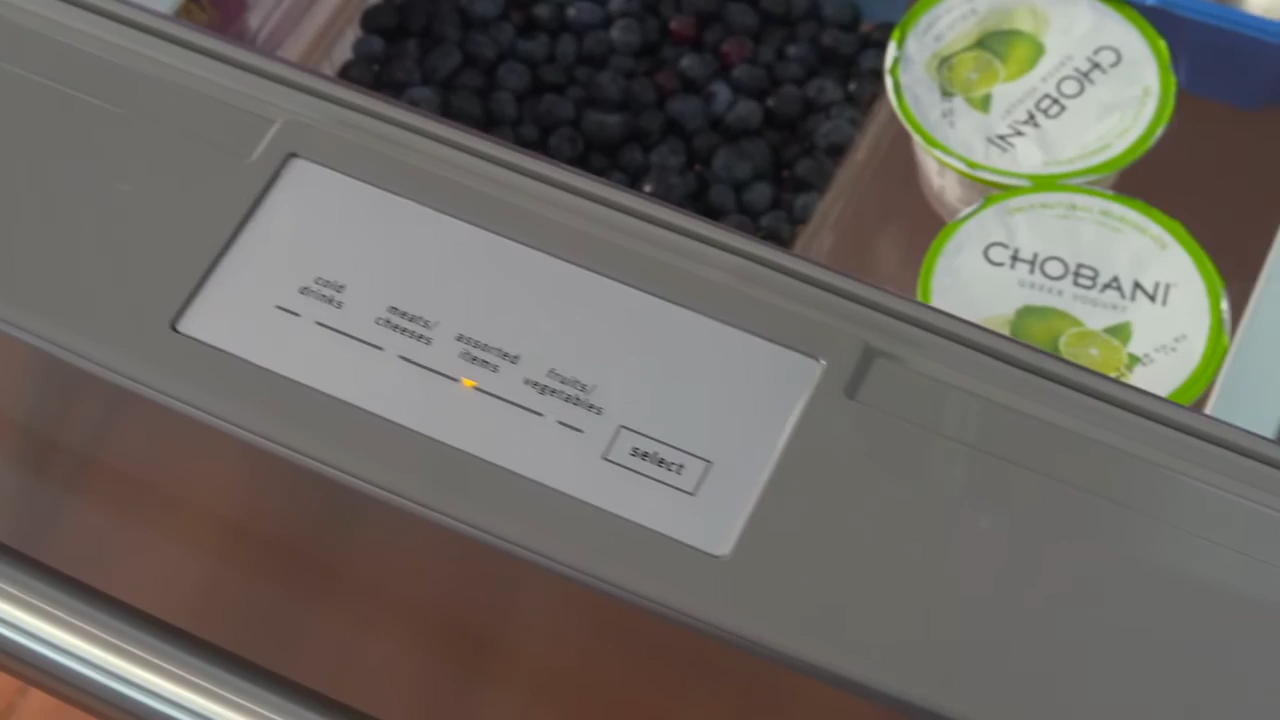 CHOBANI
CHOBANI
GREEK YOGURT
cold
drinks
meats/
cheeses
assorted
items
fruits/
vegetables
select